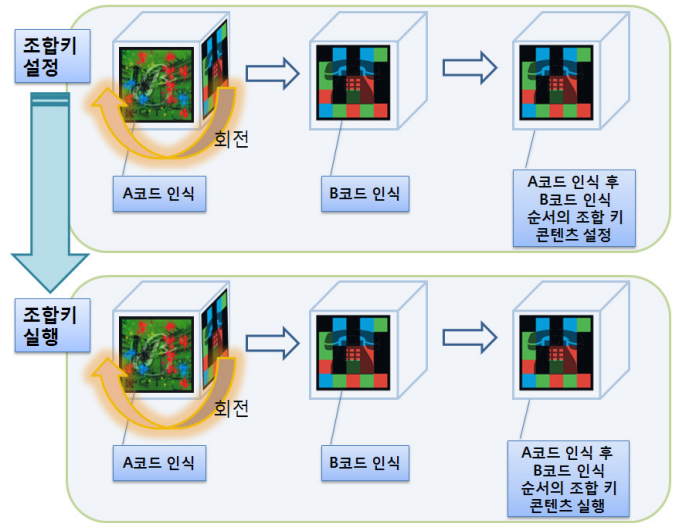 조합키
설정
회전
A코드 인식
B코드 인식
A코드 인식 후
B코드 인식
순서의 조합 키
콘텐츠 설정
조합키
실행
회전
A코드 인식
B코드 인식
A코드 인식 후
B코드 인식
순서의 조합 키
콘텐츠 실행